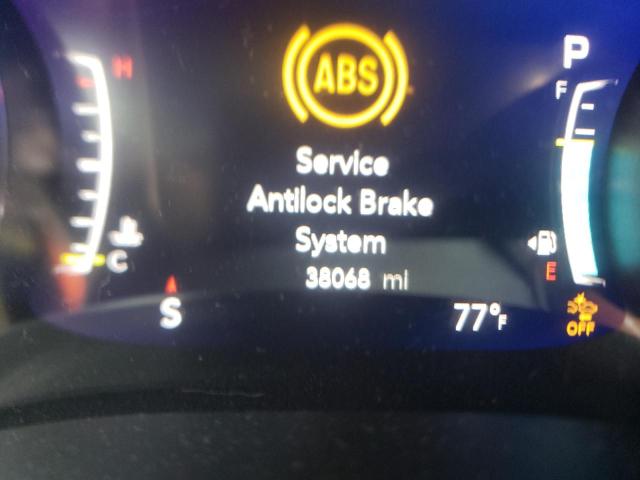 ABS
P
H
F
Service
Antilock Brake
System
C
E
38068 mi
S
77°F
OFF